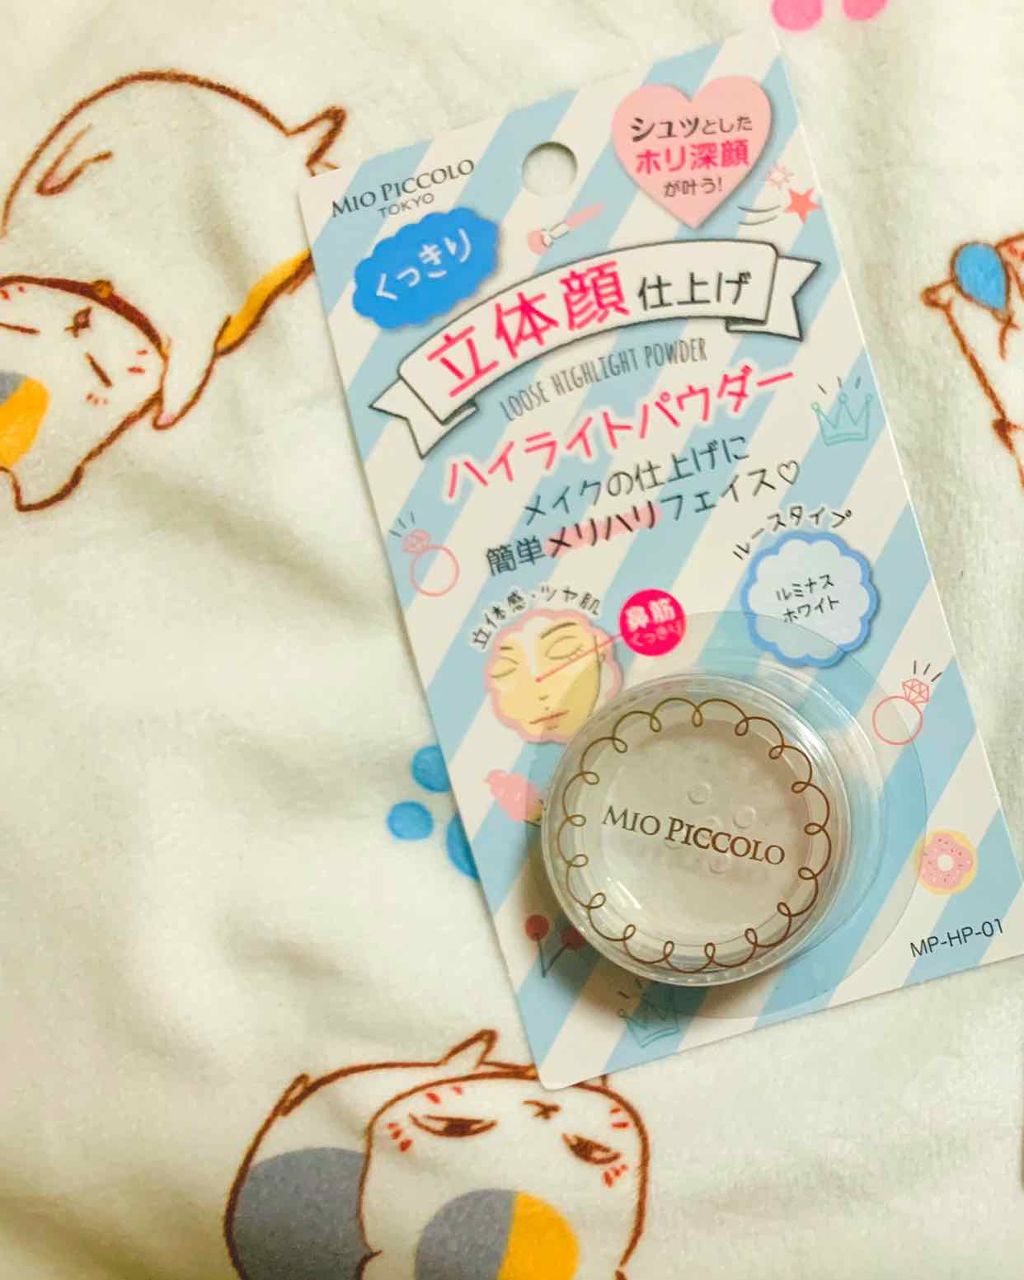 MIO PICCOLO
TOKYO
シュッとした
ホリ深顔
が叶う!
くっきり
立体顔仕上げ
LOOSE HIGHLIGHT POWDER
ハイライトパウダー
メイクの仕上げに
簡単メリハリフェイス♡
ルースタイプ
ルミナス
ホワイト
立体感・ツヤ肌
鼻筋
くっきり!
MIO PICCOLO
MP-HP-01